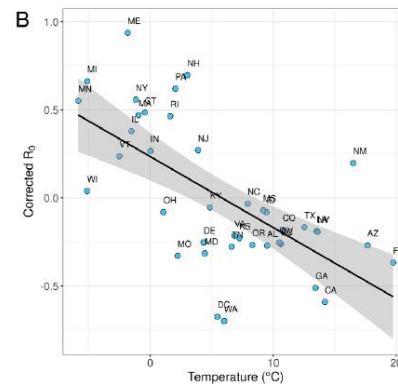 B
ME
1.0
NH
MI
PA
MN
NY
CT
MA
RI
0.5
IL
NJ
VT
IN
NM
WI
NC
0.0
OH
KY
MS
CO
TX
DE
VA
KS
MO
MD
TN
OR
AL
AZ
F
GA
CA
DC
WA
-0.5
0
10
20
Corrected R₀
Temperature (°C)